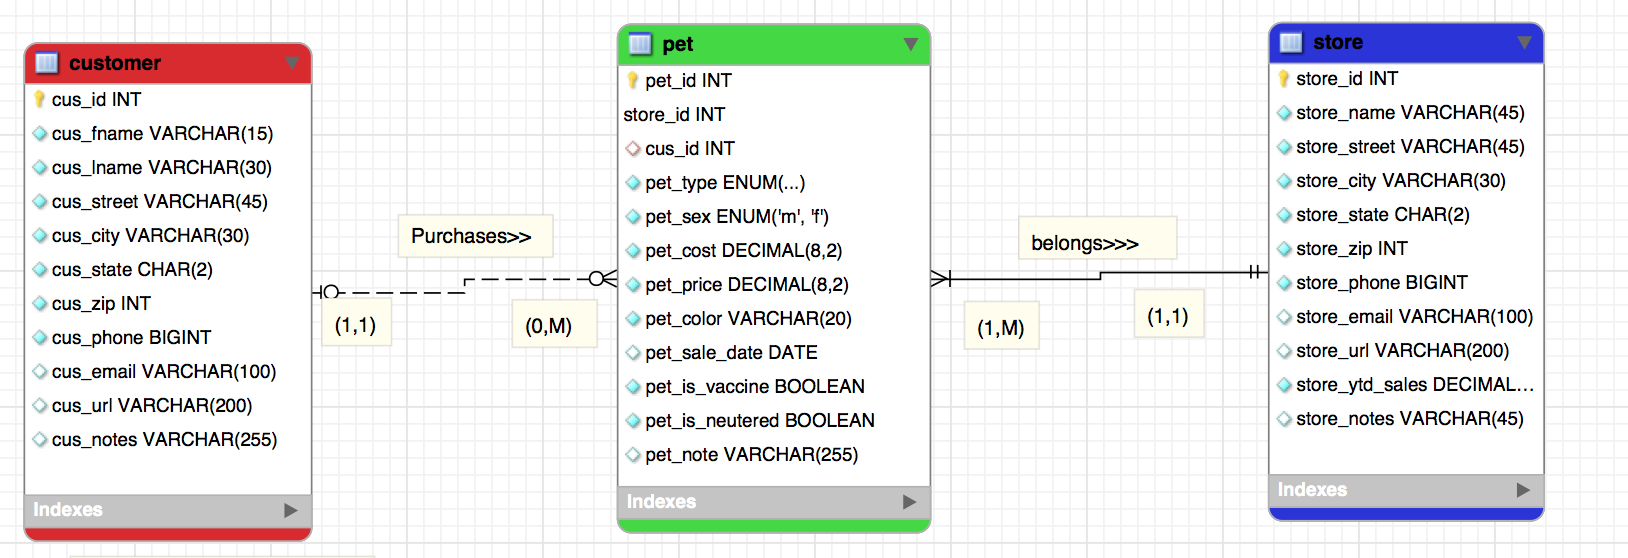 customer
cus_id INT
cus_fname VARCHAR(15)
cus_lname VARCHAR(30)
cus_street VARCHAR(45)
cus_city VARCHAR(30)
cus_state CHAR(2)
cus_zip INT
cus_phone BIGINT
cus_email VARCHAR(100)
cus_url VARCHAR(200)
cus_notes VARCHAR(255)
Indexes
Purchases>>
(1,1)
(0,M)
pet
pet_id INT
store_id INT
cus_id INT
pet_type ENUM(...)
pet_sex ENUM('m', 'f')
pet_cost DECIMAL(8,2)
pet_price DECIMAL(8,2)
pet_color VARCHAR(20)
pet_sale_date DATE
pet_is_vaccine BOOLEAN
pet_is_neutered BOOLEAN
pet_note VARCHAR(255)
Indexes
belongs>>>
(1,M)
(1,1)
store
store_id INT
store_name VARCHAR(45)
store_street VARCHAR(45)
store_city VARCHAR(30)
store_state CHAR(2)
store_zip INT
store_phone BIGINT
store_email VARCHAR(100)
store_url VARCHAR(200)
store_ytd_sales DECIMAL...
store_notes VARCHAR(45)
Indexes